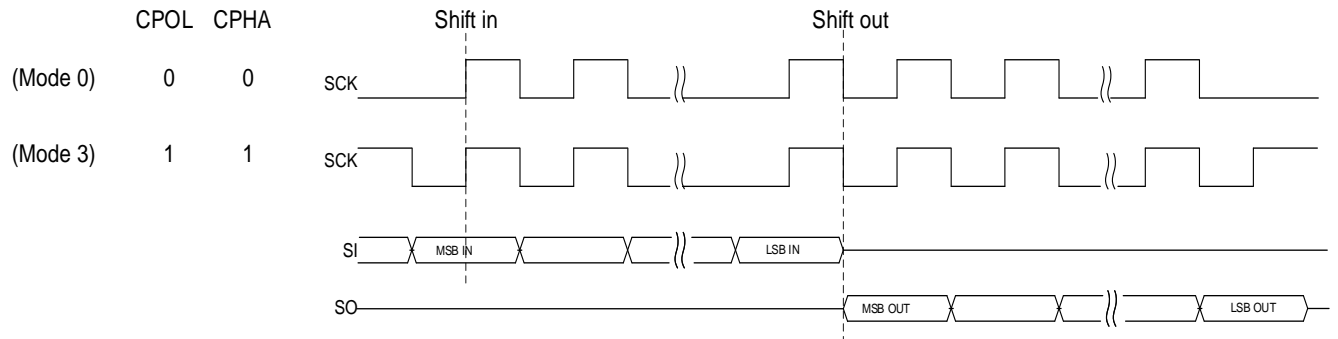 CPOL CPHA Shift in Shift out
(Mode 0) 0 0 SCK
(Mode 3) 1 1 SCK
SI MSB IN LSB IN
SO MSB OUT LSB OUT